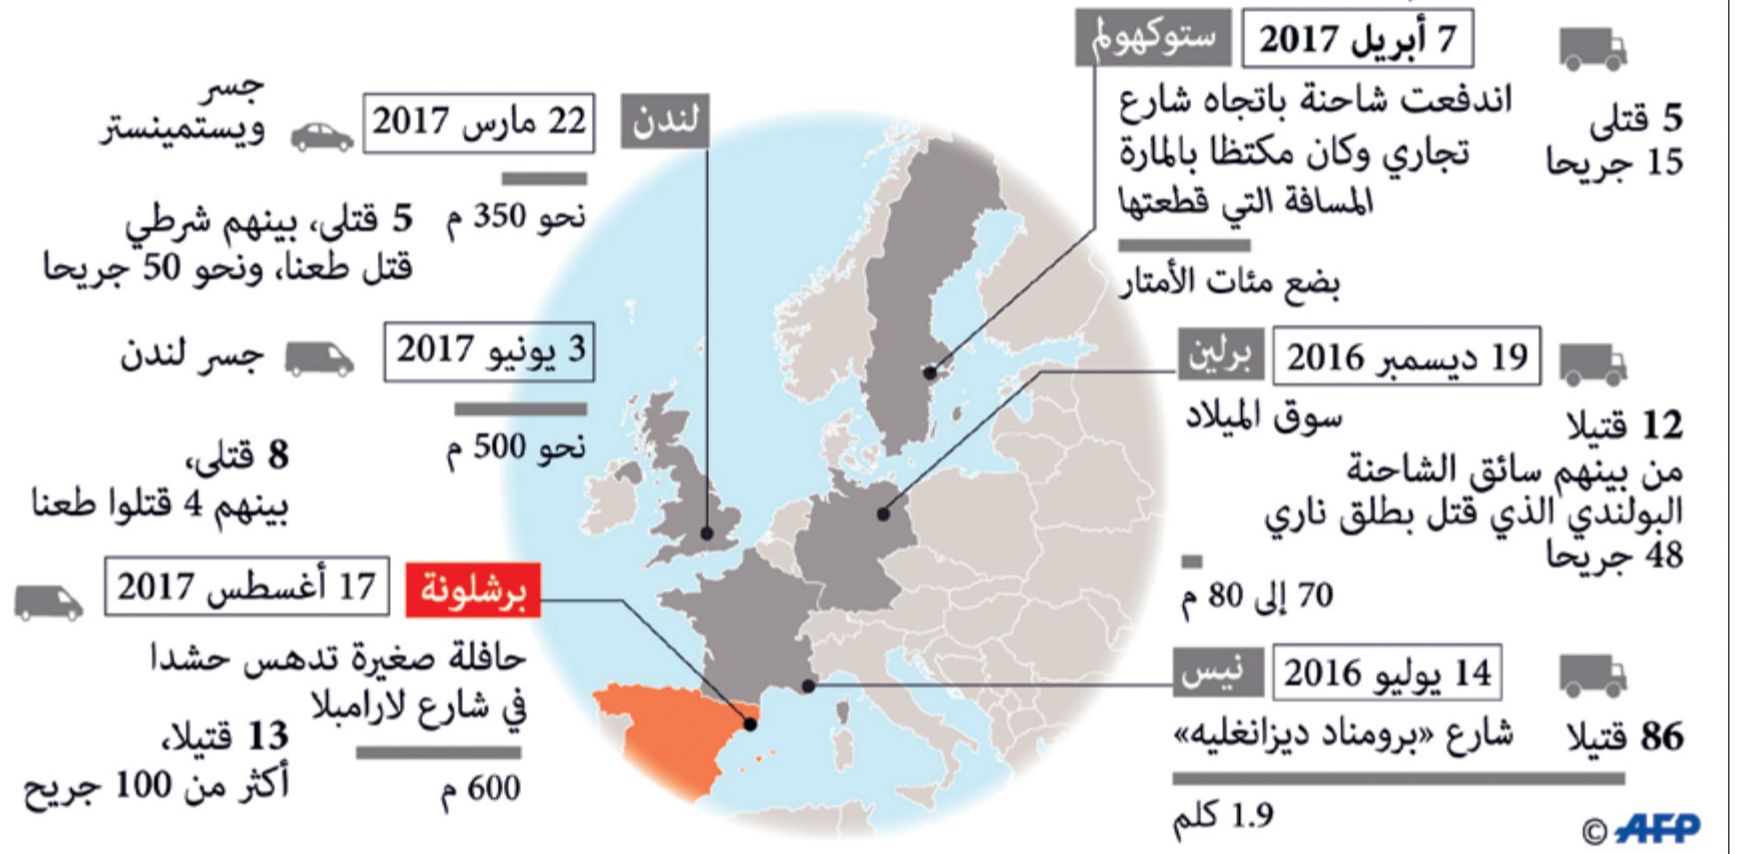 ستوكهولم
7 أبريل 2017
5 قتلى
15 جريحا
اندفعت شاحنة باتجاه شارع
تجاري وكان مكتظا بالمارة
المسافة التي قطعتها
بضع مئات الأمتار
برلين
19 ديسمبر 2016
سوق الميلاد
12 قتيلا
من بينهم سائق الشاحنة
البولندي الذي قتل بطلق ناري
48 جريحا
70 إلى 80 م
نيس
14 يوليو 2016
شارع «برومناد ديزانغليه»
86 قتيلا
1.9 كلم
لندن
22 مارس 2017
جسر
ويستمينستر
نحو 350 م
5 قتلى، بينهم شرطي
قتل طعنا، ونحو 50 جريحا
3 يونيو 2017
جسر لندن
نحو 500 م
8 قتلى،
بينهم 4 قتلوا طعنا
برشلونة
17 أغسطس 2017
حافلة صغيرة تدهس حشدا
في شارع لارامبلا
600 م
13 قتيلا،
أكثر من 100 جريح
© AFP